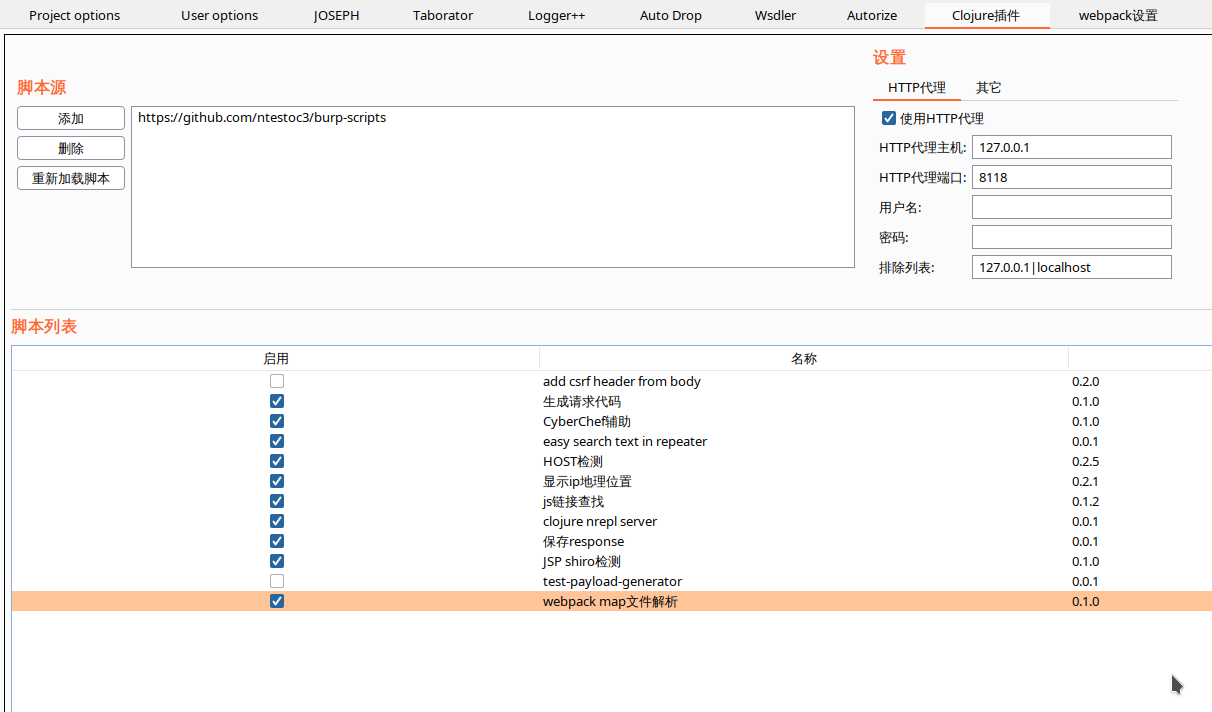 Project options User options JOSEPH Taborator Logger++ Auto Drop Wsdler Autorize Clojure插件 webpack设置
脚本源
添加
删除
重新加载脚本
https://github.com/ntestoc3/burp-scripts
设置
HTTP代理 其它
使用HTTP代理
HTTP代理主机: 127.0.0.1
HTTP代理端口: 8118
用户名:
密码:
排除列表: 127.0.0.1|localhost
脚本列表
启用 名称
add csrf header from body 0.2.0
生成请求代码 0.1.0
CyberChef辅助 0.1.0
easy search text in repeater 0.0.1
HOST检测 0.2.5
显示ip地理位置 0.2.1
js链接查找 0.1.2
clojure nrepl server 0.0.1
保存response 0.0.1
JSP shiro检测 0.1.0
test-payload-generator 0.0.1
webpack map文件解析 0.1.0